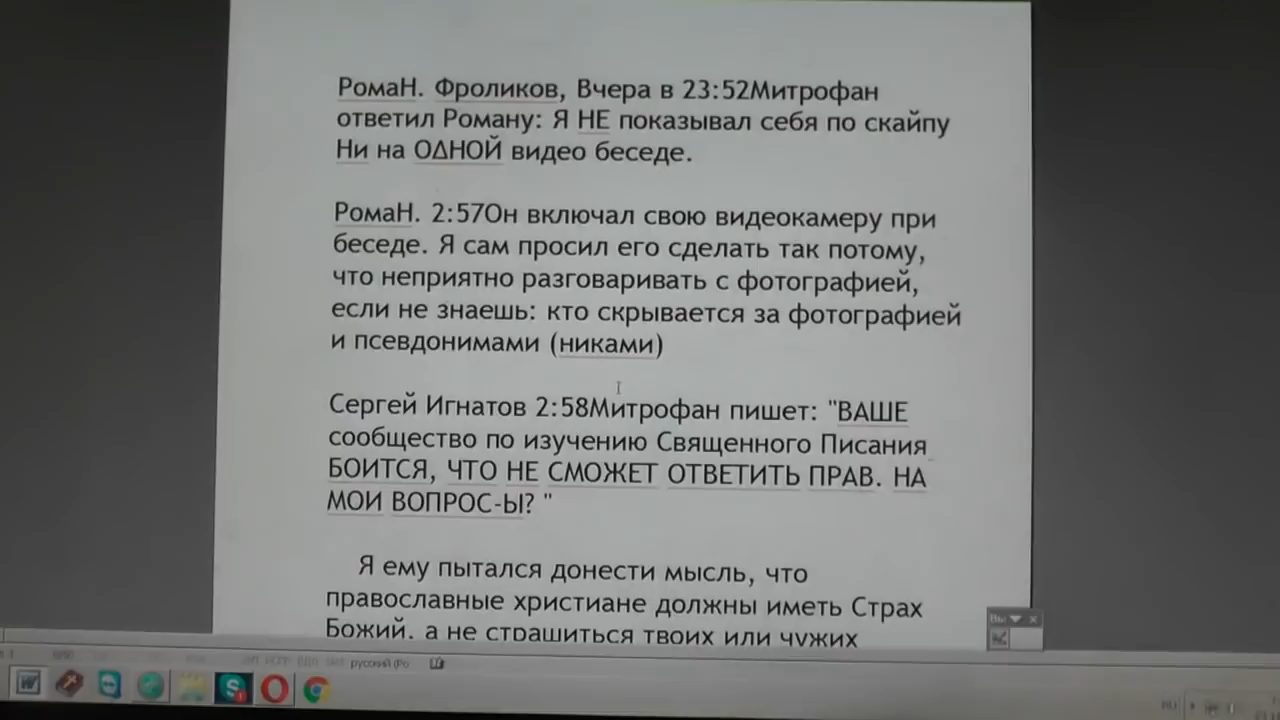 РомаН. Фроликов, Вчера в 23:52Митрофан
ответил Роману: Я НЕ показывал себя по скайпу
Ни на ОДНОЙ видео беседе.
РомаН. 2:57Он включал свою видеокамеру при
беседе. Я сам просил его сделать так потому,
что неприятно разговаривать с фотографией,
если не знаешь: кто скрывается за фотографией
и псевдонимами (никами)
Сергей Игнатов 2:58Митрофан пишет: "ВАШЕ
сообщество по изучению Священного Писания
БОИТСЯ, ЧТО НЕ СМОЖЕТ ОТВЕТИТЬ ПРАВ. НА
МОИ ВОПРОС-Ы? "
Я ему пытался донести мысль, что
православные христиане должны иметь Страх
Божий, а не страшиться твоих или чужих
русский (Ро
RU